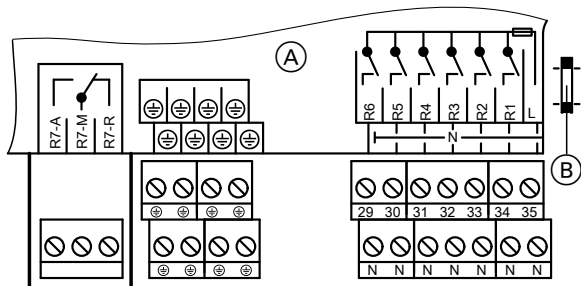 A
R7-A R7-M R7-R
R6 R5 R4 R3 R2 R1 L
N
B
29 30 31 32 33 34 35
N N N N N N N